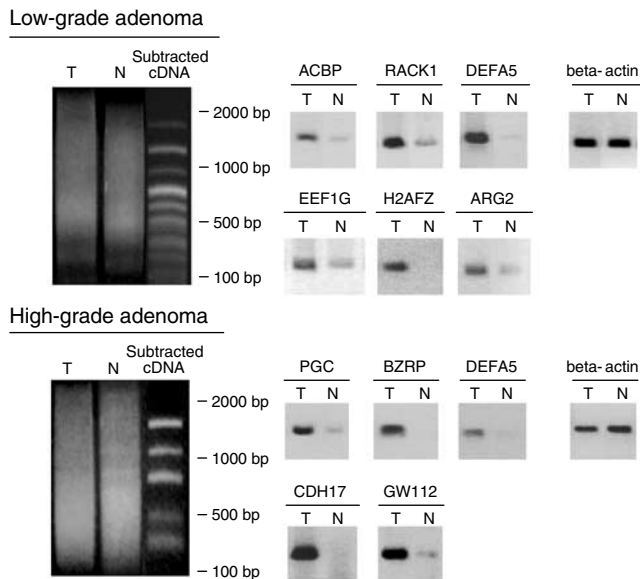 Low-grade adenoma
T N Subtracted cDNA
– 2000 bp
– 1000 bp
– 500 bp
– 100 bp
ACBP RACK1 DEFA5 beta-actin
T N T N T N T N
EEF1G H2AFZ ARG2
T N T N T N
High-grade adenoma
T N Subtracted cDNA
– 2000 bp
– 1000 bp
– 500 bp
– 100 bp
PGC BZRP DEFA5 beta-actin
T N T N T N T N
CDH17 GW112
T N T N